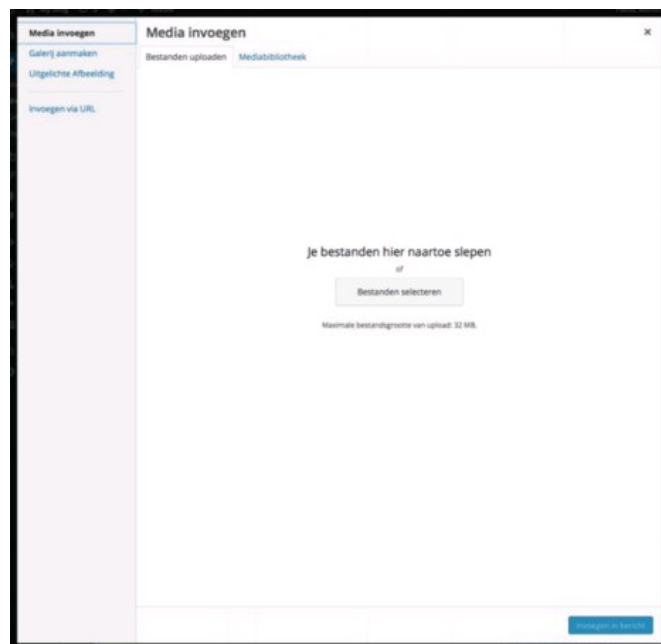 Media invoegen
Galerij aanmaken
Uitgelichte Afbeelding
Invoegen via URL
Media invoegen
×
Bestanden uploaden
Mediabibliotheek
Je bestanden hier naartoe slepen
of
Bestanden selecteren
Maximale bestandsgrootte van upload: 32 MB.
Invoegen in bericht